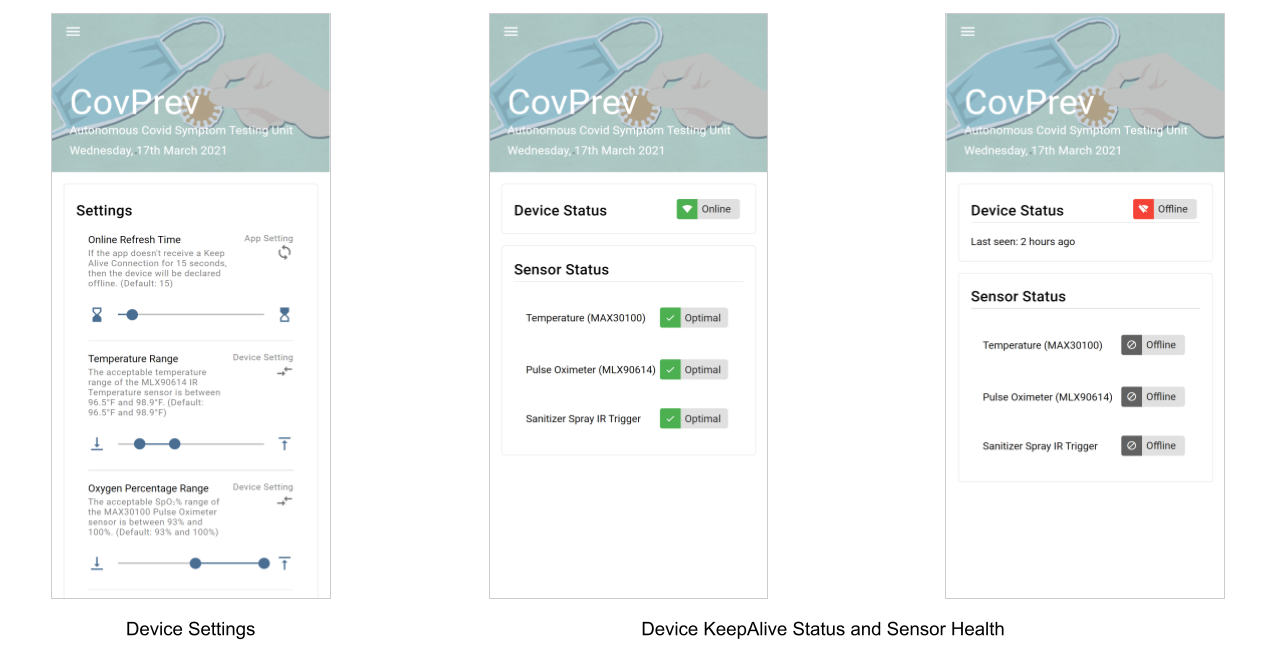 CovPrev
Autonomous Covid Symptom Testing Unit
Wednesday, 17th March 2021
Settings
Online Refresh Time
App Setting
If the app doesn't receive a Keep
Alive Connection for 15 seconds,
then the device will be declared
offline. (Default: 15)
Temperature Range
Device Setting
The acceptable temperature
range of the MLX90614 IR
Temperature sensor is between
96.5°F and 98.9°F. (Default:
96.5°F and 98.9°F)
Oxygen Percentage Range
Device Setting
The acceptable SpO₂% range of
the MAX30100 Pulse Oximeter
sensor is between 93% and
100%. (Default: 93% and 100%)
Device Settings
CovPrev
Autonomous Covid Symptom Testing Unit
Wednesday, 17th March 2021
Device Status
Online
Sensor Status
Temperature (MAX30100)
Optimal
Pulse Oximeter (MLX90614)
Optimal
Sanitizer Spray IR Trigger
Optimal
CovPrev
Autonomous Covid Symptom Testing Unit
Wednesday, 17th March 2021
Device Status
Offline
Last seen: 2 hours ago
Sensor Status
Temperature (MAX30100)
Offline
Pulse Oximeter (MLX90614)
Offline
Sanitizer Spray IR Trigger
Offline
Device KeepAlive Status and Sensor Health